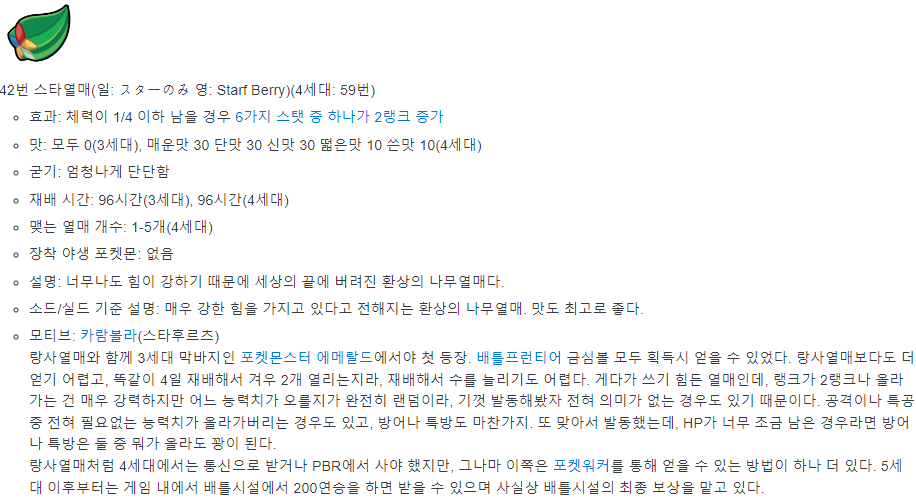 42번 스타열매(일: スターのみ 영: Starf Berry)(4세대: 59번)
효과: 체력이 1/4 이하 남을 경우 6가지 스탯 중 하나가 2랭크 증가
맛: 모두 0(3세대), 매운맛 30 단맛 30 신맛 30 떫은맛 10 쓴맛 10(4세대)
굳기: 엄청나게 단단함
재배 시간: 96시간(3세대), 96시간(4세대)
맺는 열매 개수: 1-5개(4세대)
장착 야생 포켓몬: 없음
설명: 너무나도 힘이 강하기 때문에 세상의 끝에 버려진 환상의 나무열매다.
소드/실드 기준 설명: 매우 강한 힘을 가지고 있다고 전해지는 환상의 나무열매. 맛도 최고로 좋다.
모티브: 카람볼라(스타후르츠)
랑사열매와 함께 3세대 막바지인 포켓몬스터 에메랄드에서야 첫 등장. 배틀프런티어 금심볼 모두 획득시 얻을 수 있었다. 랑사열매보다도 더
얻기 어렵고, 똑같이 4일 재배해서 겨우 2개 열리는지라, 재배해서 수를 늘리기도 어렵다. 게다가 쓰기 힘든 열매인데, 랭크가 2랭크나 올라
가는 건 매우 강력하지만 어느 능력치가 오를지가 완전히 랜덤이라, 기껏 발동해봤자 전혀 의미가 없는 경우도 있기 때문이다. 공격이나 특공
중 전혀 필요없는 능력치가 올라가버리는 경우도 있고, 방어나 특방도 마찬가지. 또 맞아서 발동했는데, HP가 너무 조금 남은 경우라면 방어
나 특방은 둘 중 뭐가 올라도 꽝이 된다.
랑사열매처럼 4세대에서는 통신으로 받거나 PBR에서 사야 했지만, 그나마 이쪽은 포켓워커를 통해 얻을 수 있는 방법이 하나 더 있다. 5세
대 이후부터는 게임 내에서 배틀시설에서 200연승을 하면 받을 수 있으며 사실상 배틀시설의 최종 보상을 맡고 있다.